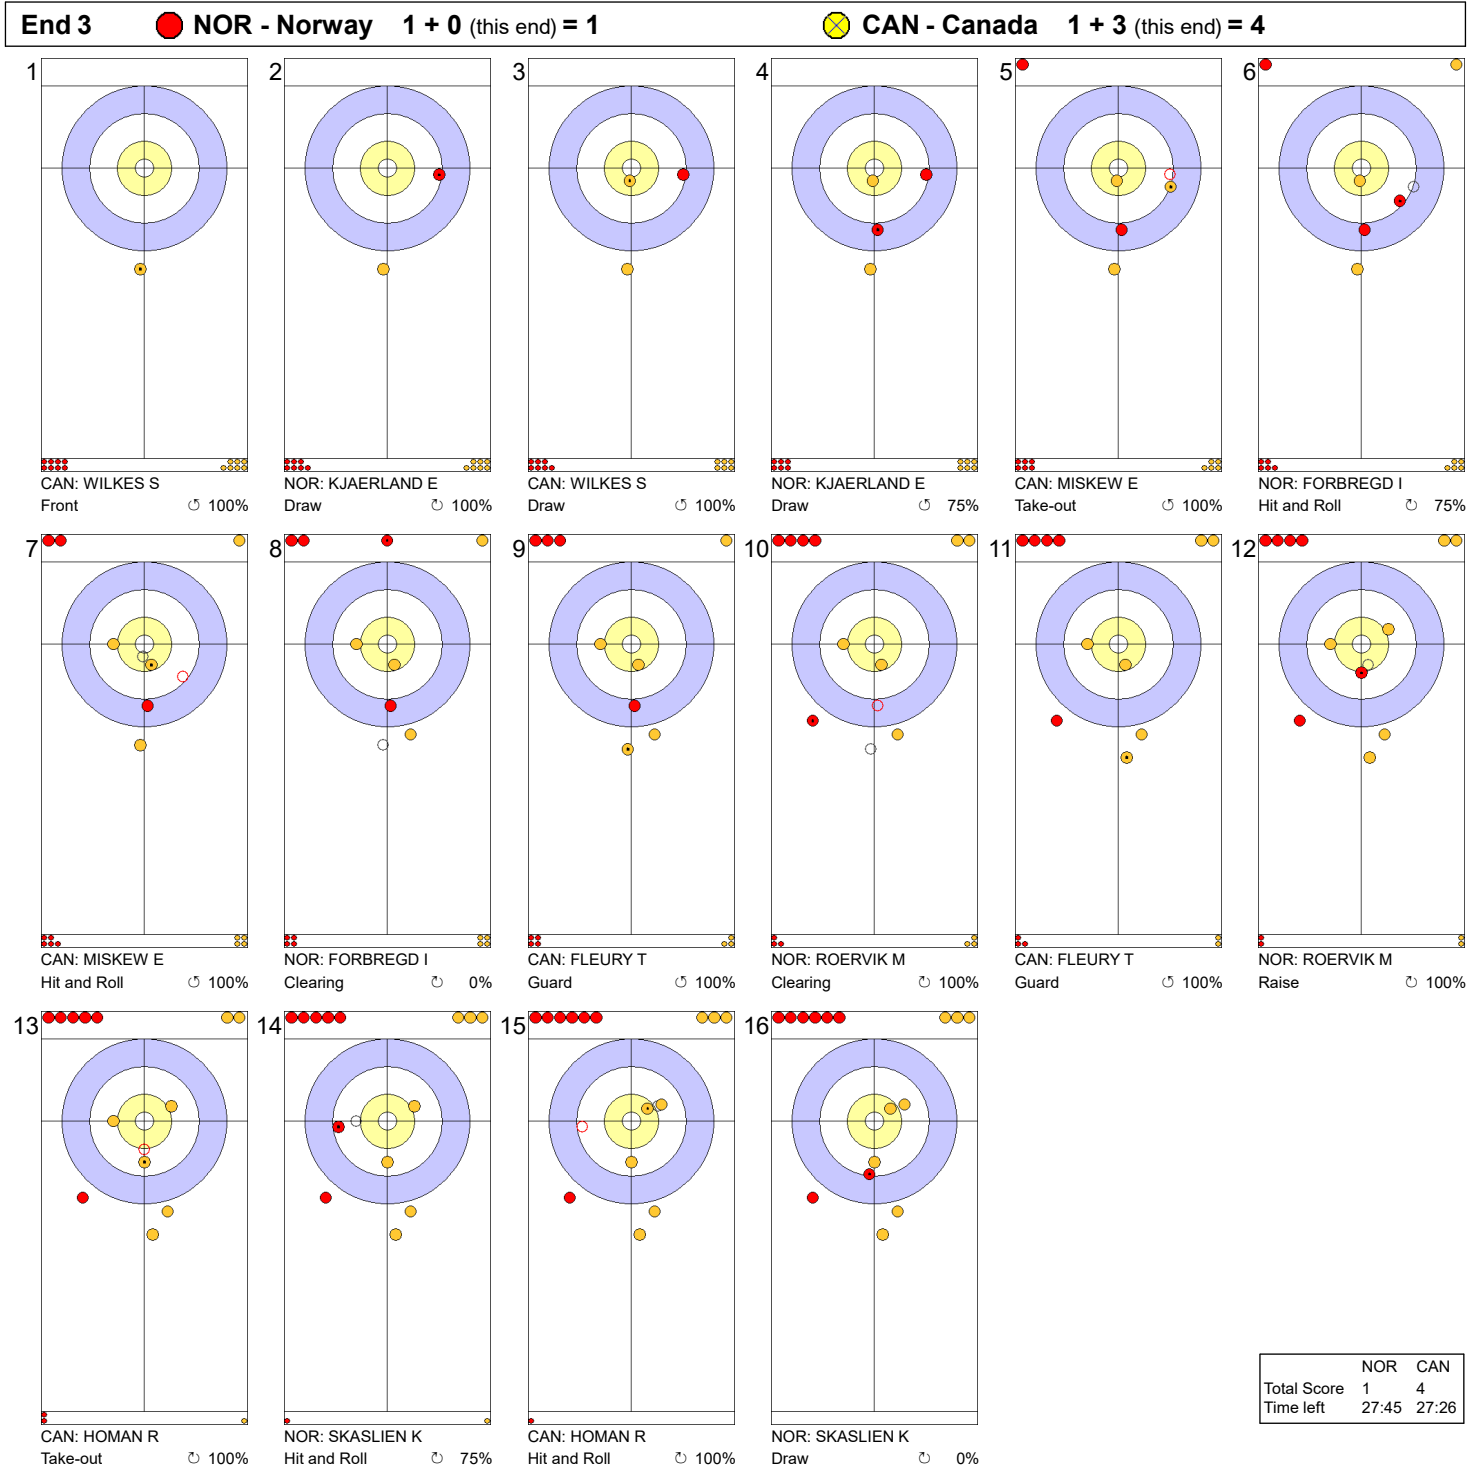 End 3 NOR - Norway 1 + 0 (this end) = 1 CAN - Canada 1 + 3 (this end) = 4
1 2 3 4 5 6
CAN: WILKES S NOR: KJAERLAND E CAN: WILKES S NOR: KJAERLAND E CAN: MISKEW E NOR: FORBREGD I
Front ↺ 100% Draw ↻ 100% Draw ↺ 100% Draw ↺ 75% Take-out ↺ 100% Hit and Roll ↻ 75%
7 8 9 10 11 12
CAN: MISKEW E NOR: FORBREGD I CAN: FLEURY T NOR: ROERVIK M CAN: FLEURY T NOR: ROERVIK M
Hit and Roll ↺ 100% Clearing ↻ 0% Guard ↺ 100% Clearing ↻ 100% Guard ↺ 100% Raise ↻ 100%
13 14 15 16
CAN: HOMAN R NOR: SKASLIEN K CAN: HOMAN R NOR: SKASLIEN K
Take-out ↻ 100% Hit and Roll ↻ 75% Hit and Roll ↻ 100% Draw ↻ 0%
NOR CAN
Total Score 1 4
Time left 27:45 27:26